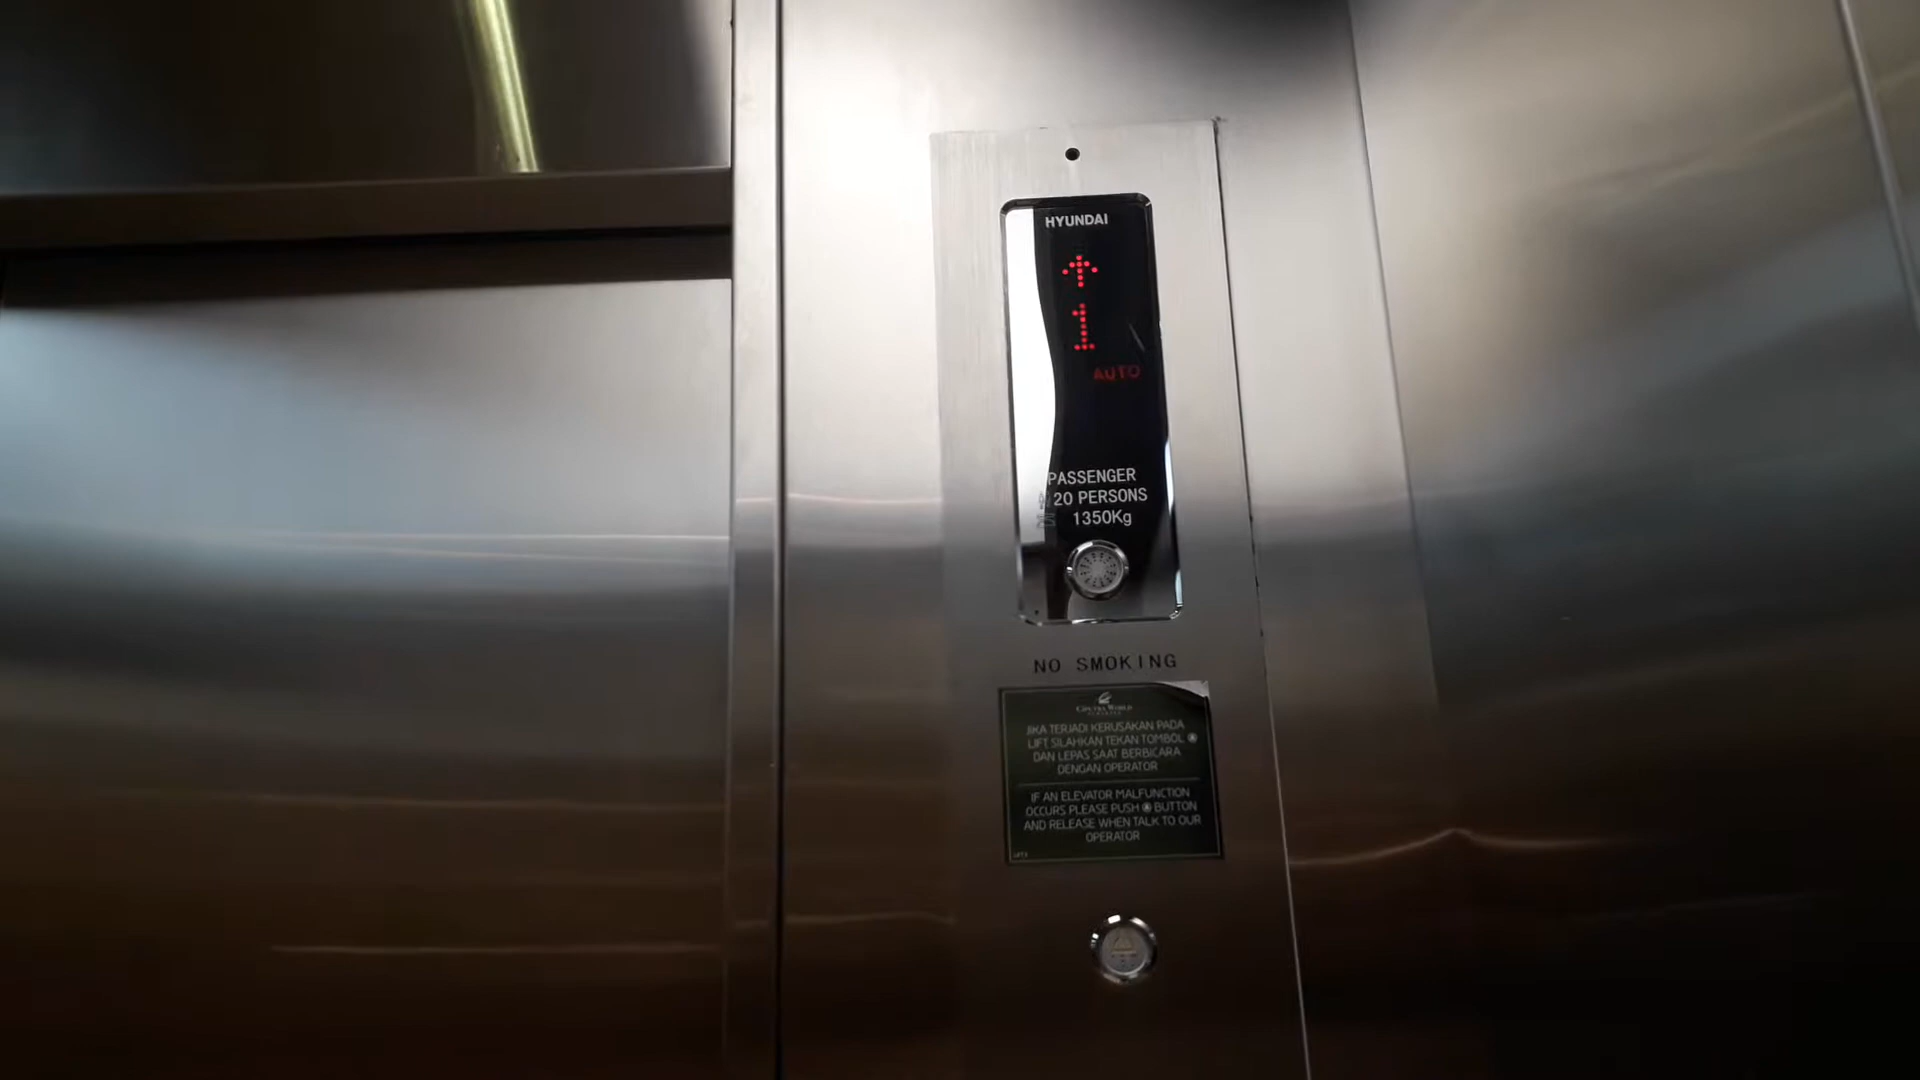 HYUNDAI
1
AUTO
PASSENGER
20 PERSONS
1350Kg
NO SMOKING
CIPUTRA WORLD
JIKA TERJADI KERUSAKAN PADA
LIFT SILAHKAN TEKAN TOMBOL
DAN LEPAS SAAT BERBICARA
DENGAN OPERATOR
IF AN ELEVATOR MALFUNCTION
OCCURS PLEASE PUSH BUTTON
AND RELEASE WHEN TALK TO OUR
OPERATOR